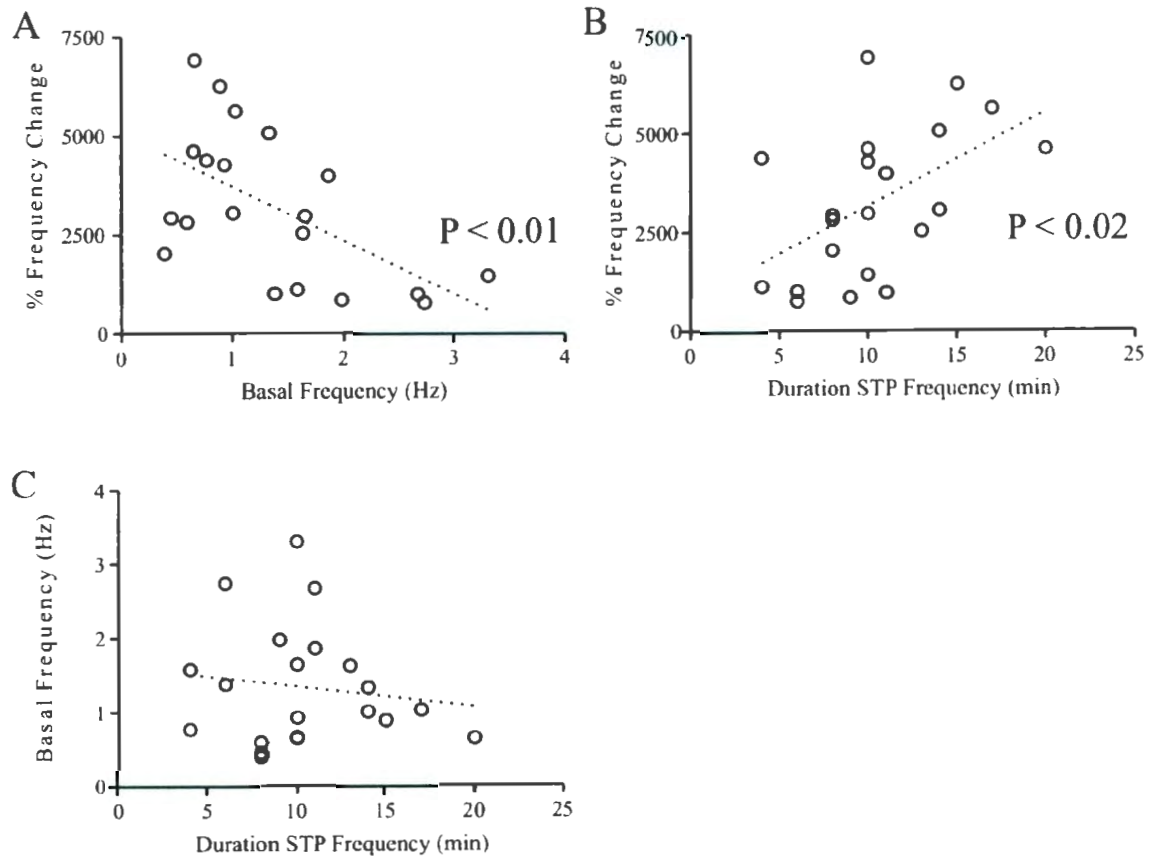 A
% Frequency Change
7500
5000
2500
0
0 1 2 3 4
Basal Frequency (Hz)
P < 0.01
B
% Frequency Change
7500
5000
2500
0
0 5 10 15 20 25
Duration STP Frequency (min)
P < 0.02
C
Basal Frequency (Hz)
4
3
2
1
0
0 5 10 15 20 25
Duration STP Frequency (min)